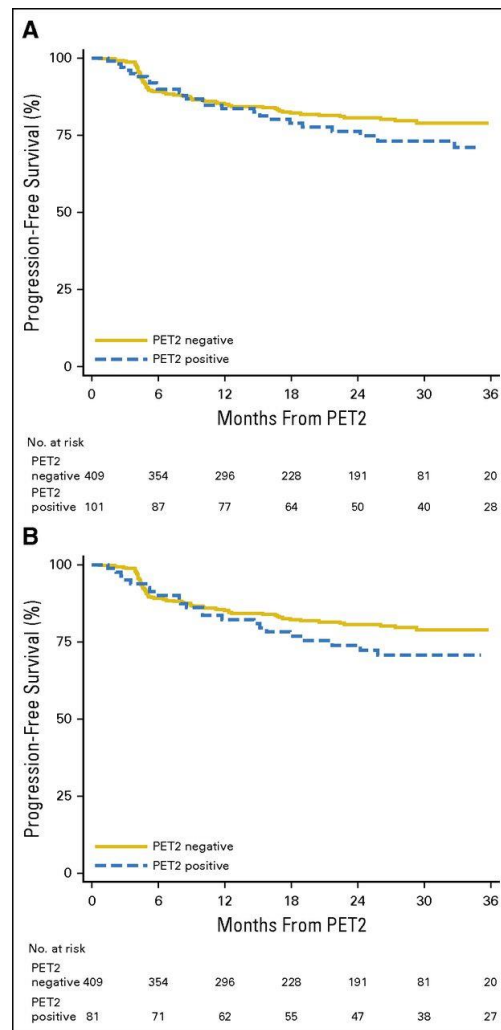 A
Progression-Free Survival (%)
100
75
50
25
0
PET2 negative
PET2 positive
0 6 12 18 24 30 36
Months From PET2
No. at risk
PET2
negative 409 354 296 228 191 81 20
PET2
positive 101 87 77 64 50 40 28
B
Progression-Free Survival (%)
100
75
50
25
0
PET2 negative
PET2 positive
0 6 12 18 24 30 36
Months From PET2
No. at risk
PET2
negative 409 354 296 228 191 81 20
PET2
positive 81 71 62 55 47 38 27